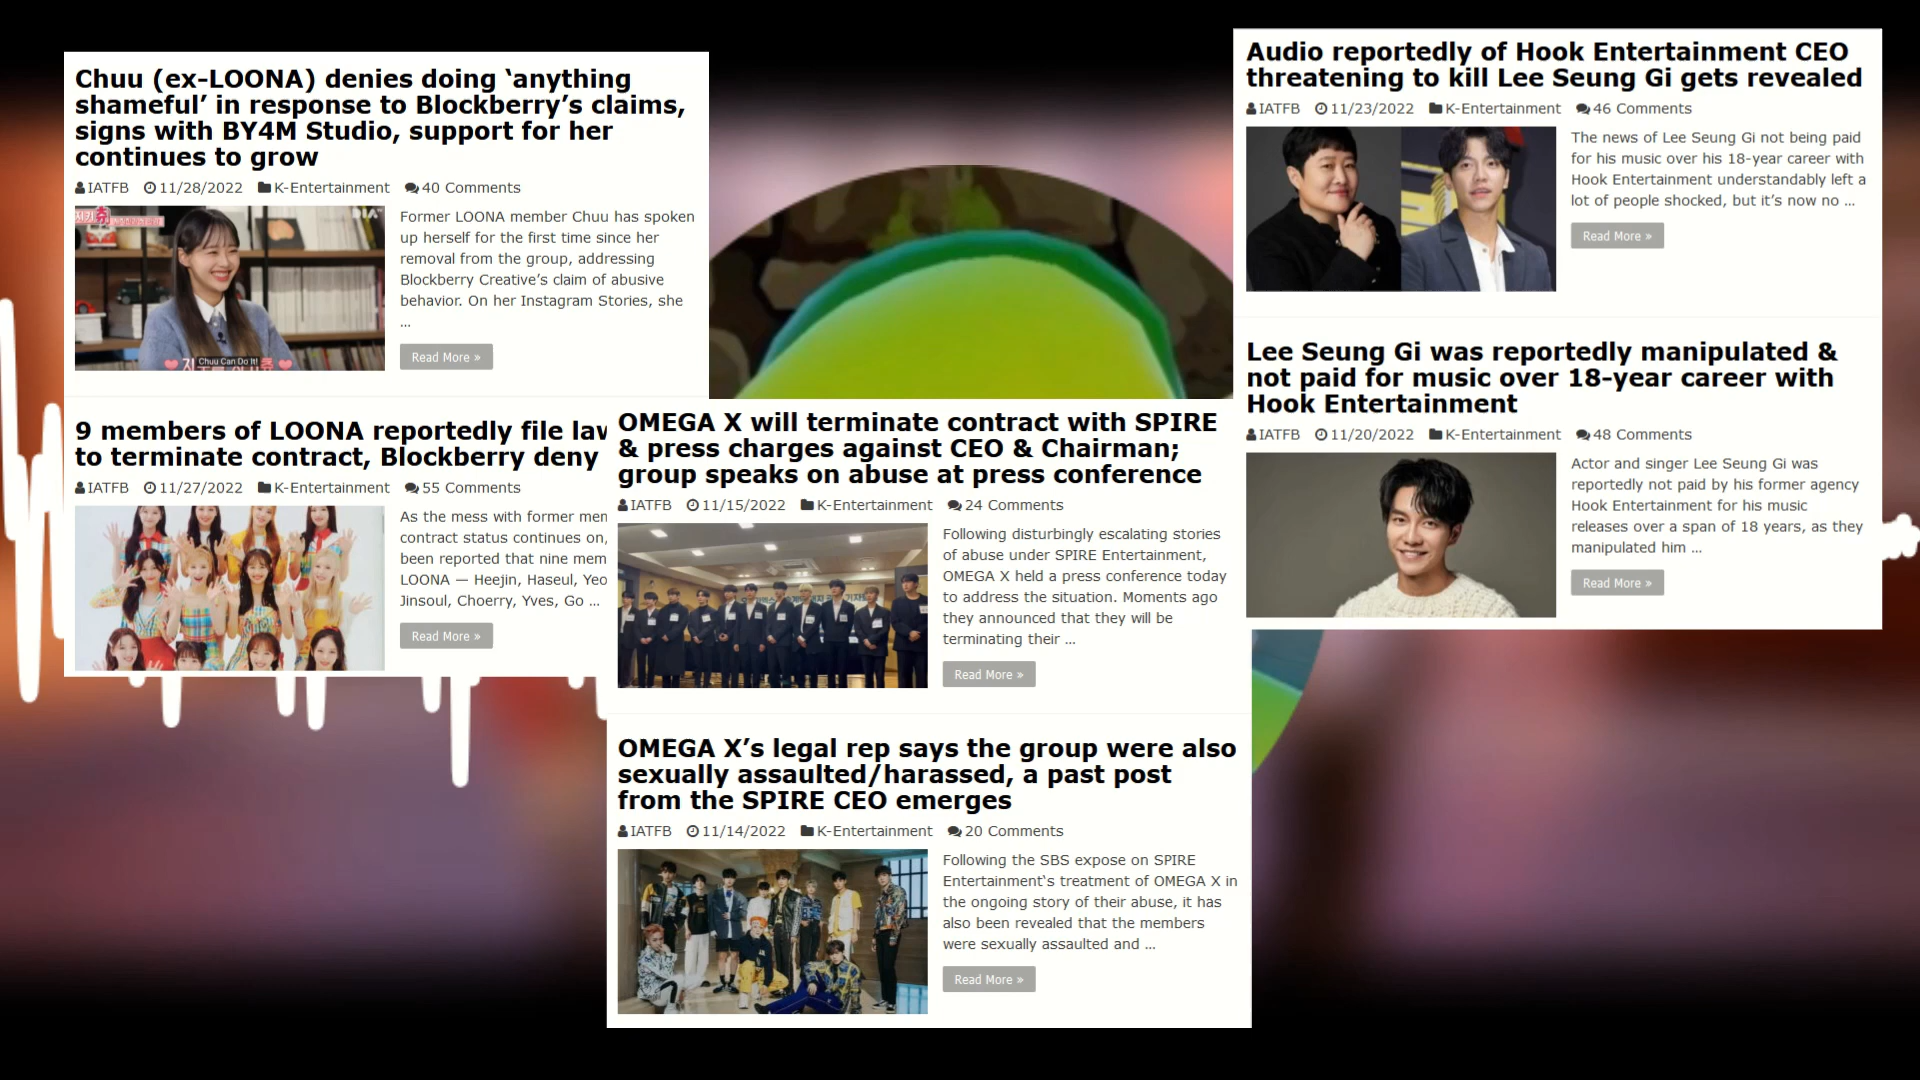 Chuu (ex-LOONA) denies doing ‘anything
shameful’ in response to Blockberry’s claims,
signs with BY4M Studio, support for her
continues to grow
IATFB 11/28/2022 K-Entertainment 40 Comments
Chuu Can Do It!
Former LOONA member Chuu has spoken
up herself for the first time since her
removal from the group, addressing
Blockberry Creative’s claim of abusive
behavior. On her Instagram Stories, she
...
Read More »
9 members of LOONA reportedly file
to terminate contract, Blockberry deny
IATFB 11/27/2022 K-Entertainment 55 Comments
As the mess with former
contract status continues on,
been reported that nine
LOONA — Heejin, Haseul,
Jinsoul, Choerry, Yves, Go ...
Read More »
OMEGA X will terminate contract with SPIRE
& press charges against CEO & Chairman;
group speaks on abuse at press conference
IATFB 11/15/2022 K-Entertainment 24 Comments
Following disturbingly escalating stories
of abuse under SPIRE Entertainment,
OMEGA X held a press conference today
to address the situation. Moments ago
they announced that they will be
terminating their ...
Read More »
OMEGA X’s legal rep says the group were also
sexually assaulted/harassed, a past post
from the SPIRE CEO emerges
IATFB 11/14/2022 K-Entertainment 20 Comments
Following the SBS expose on SPIRE
Entertainment‘s treatment of OMEGA X in
the ongoing story of their abuse, it has
also been revealed that the members
were sexually assaulted and ...
Read More »
Audio reportedly of Hook Entertainment CEO
threatening to kill Lee Seung Gi gets revealed
IATFB 11/23/2022 K-Entertainment 46 Comments
The news of Lee Seung Gi not being paid
for his music over his 18-year career with
Hook Entertainment understandably left a
lot of people shocked, but it’s now no ...
Read More »
Lee Seung Gi was reportedly manipulated &
not paid for music over 18-year career with
Hook Entertainment
IATFB 11/20/2022 K-Entertainment 48 Comments
Actor and singer Lee Seung Gi was
reportedly not paid by his former agency
Hook Entertainment for his music
releases over a span of 18 years, as they
manipulated him ...
Read More »